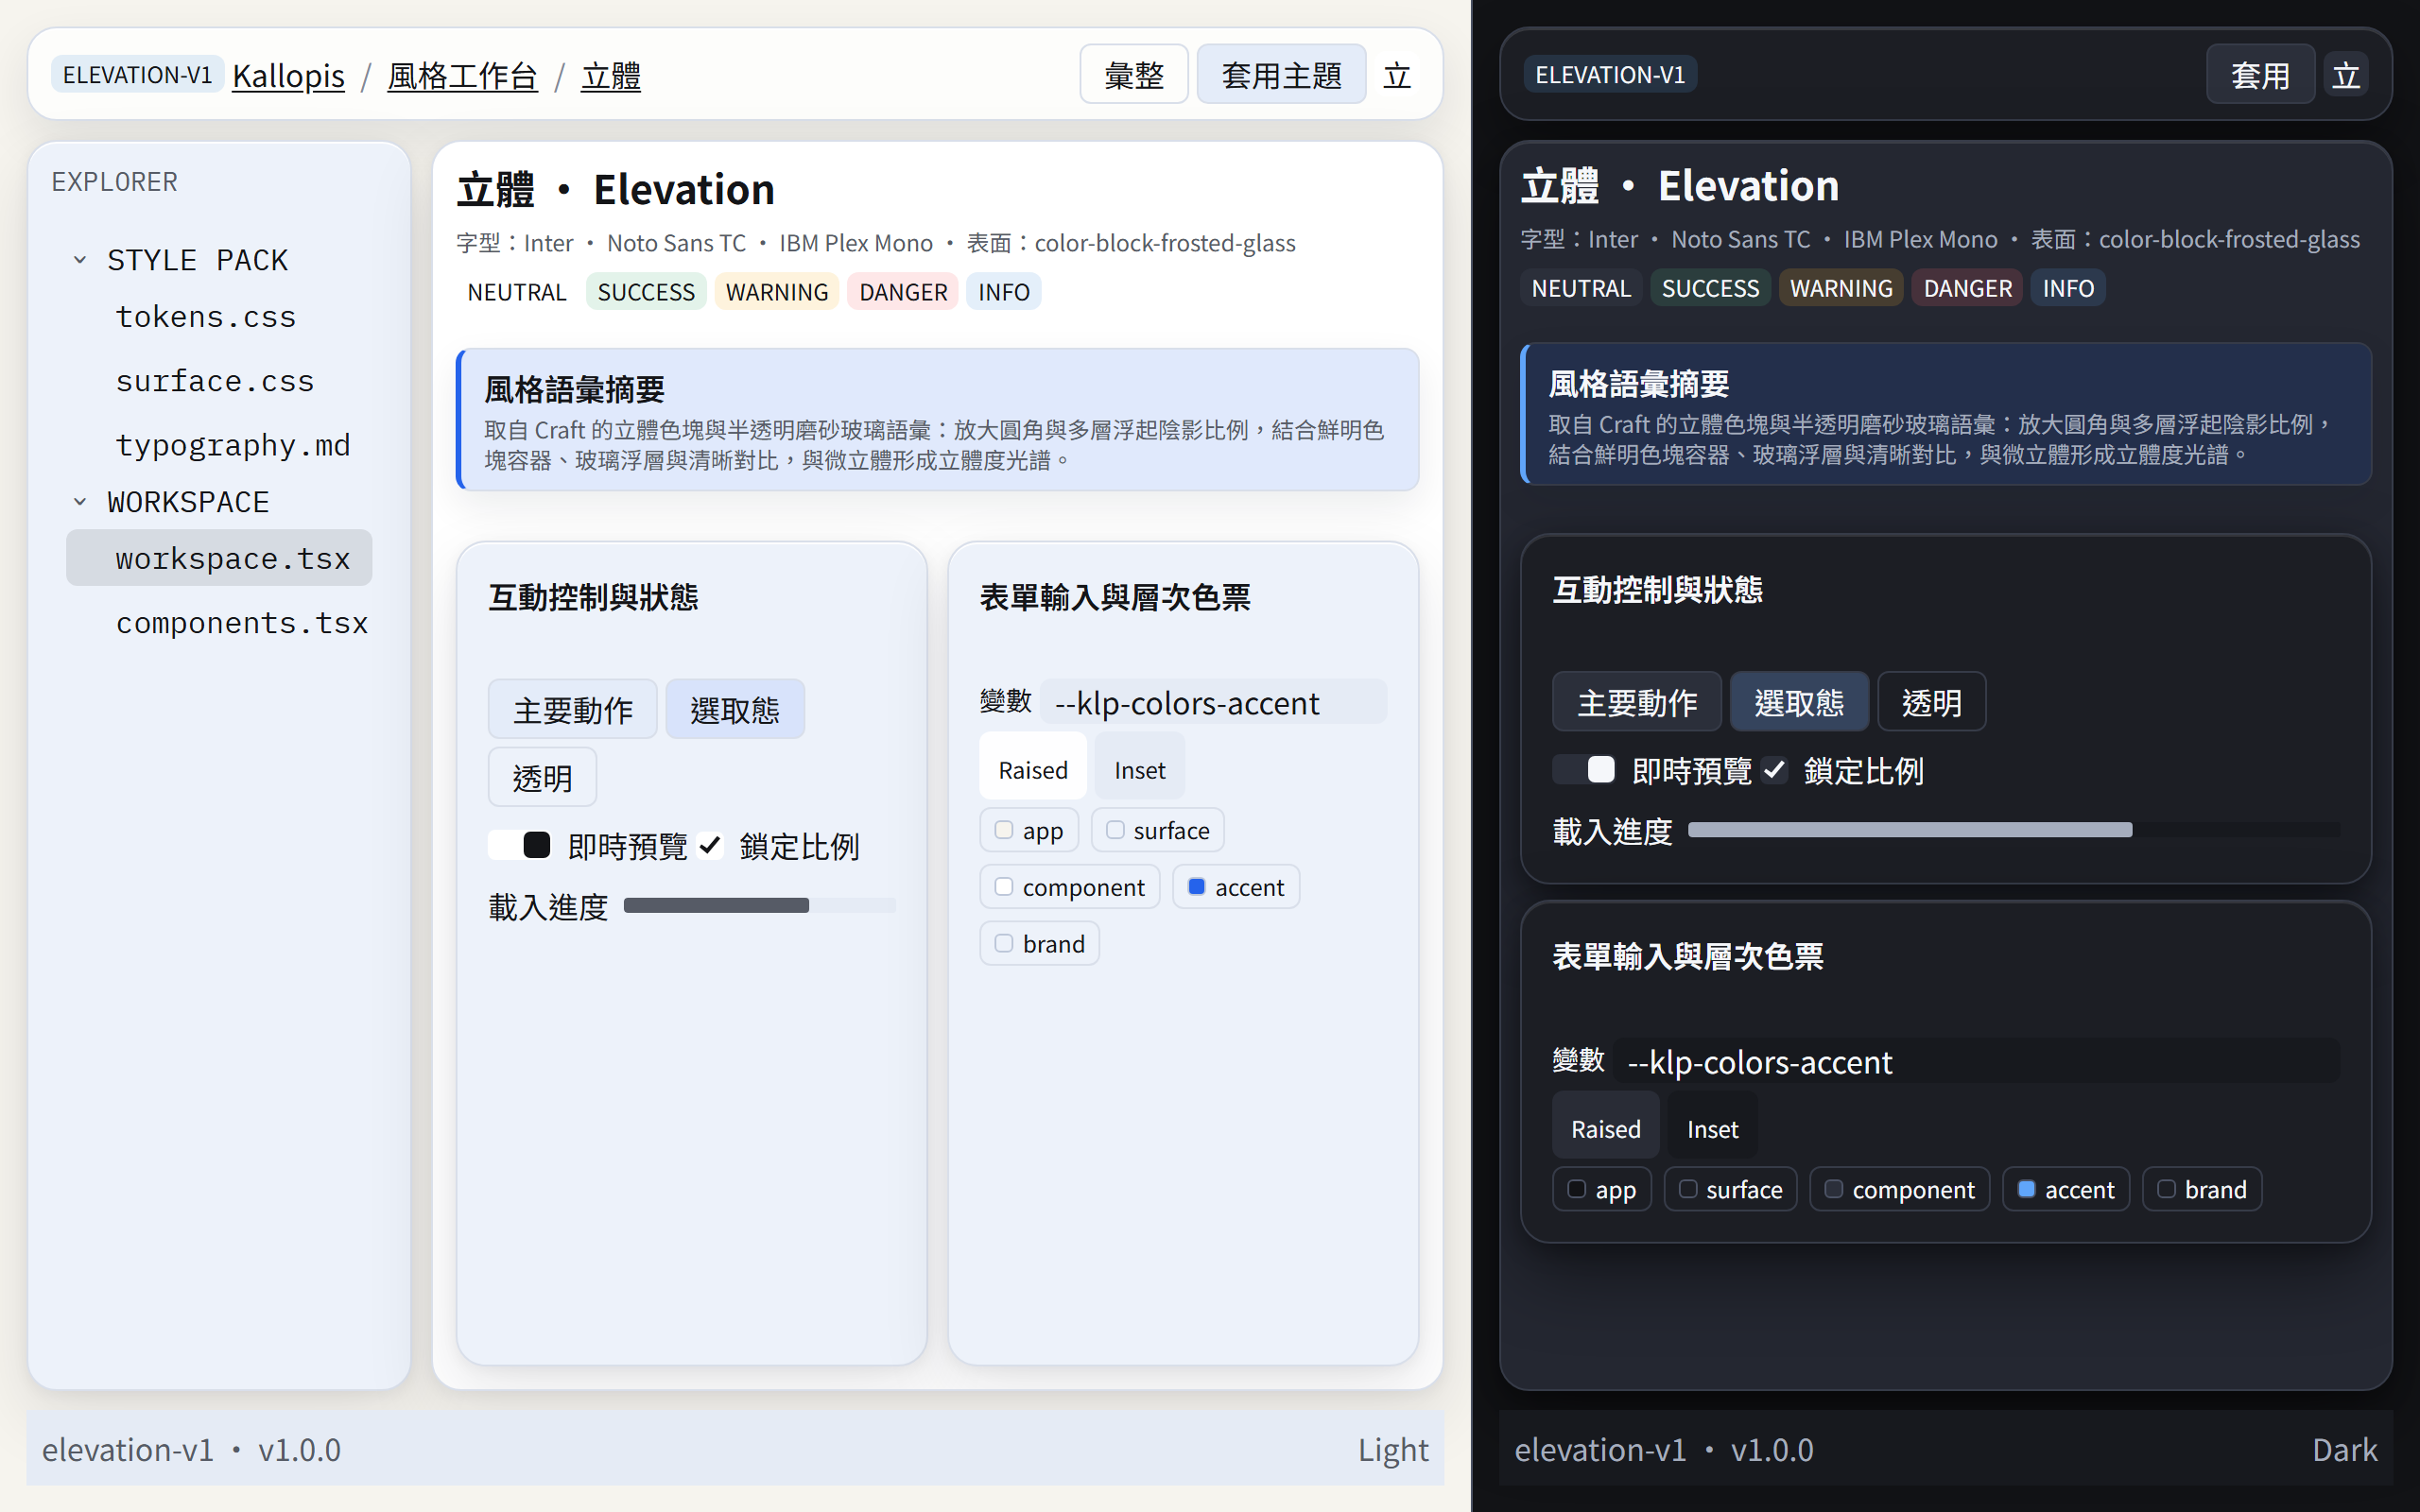 ELEVATION-V1 Kallopis / 風格工作台 / 立體 彙整 套用主題 立
EXPLORER
STYLE PACK
tokens.css
surface.css
typography.md
WORKSPACE
workspace.tsx
components.tsx
立體 • Elevation
字型：Inter • Noto Sans TC • IBM Plex Mono • 表面：color-block-frosted-glass
NEUTRAL SUCCESS WARNING DANGER INFO
風格語彙摘要
取自 Craft 的立體色塊與半透明磨砂玻璃語彙：放大圓角與多層浮起陰影比例，結合鮮明色
塊容器、玻璃浮層與清晰對比，與微立體形成立體度光譜。
互動控制與狀態
主要動作 選取態
透明
即時預覽 鎖定比例
載入進度
表單輸入與層次色票
變數 --klp-colors-accent
Raised Inset
app surface
component accent
brand
elevation-v1 • v1.0.0 Light
ELEVATION-V1 套用 立
立體 • Elevation
字型：Inter • Noto Sans TC • IBM Plex Mono • 表面：color-block-frosted-glass
NEUTRAL SUCCESS WARNING DANGER INFO
風格語彙摘要
取自 Craft 的立體色塊與半透明磨砂玻璃語彙：放大圓角與多層浮起陰影比例，
結合鮮明色塊容器、玻璃浮層與清晰對比，與微立體形成立體度光譜。
互動控制與狀態
主要動作 選取態 透明
即時預覽 鎖定比例
載入進度
表單輸入與層次色票
變數 --klp-colors-accent
Raised Inset
app surface component accent brand
elevation-v1 • v1.0.0 Dark